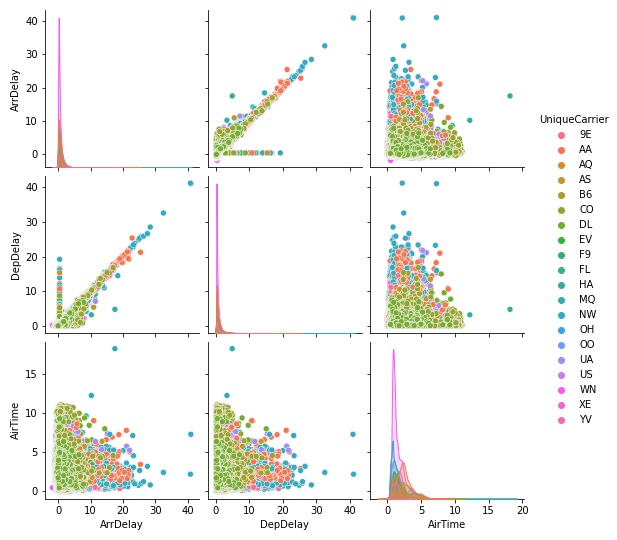 40
30
20
10
0
ArrDelay
40
30
20
10
0
DepDelay
15
10
5
0
AirTime
0 10 20 30 40
ArrDelay
0 10 20 30 40
DepDelay
0 5 10 15 20
AirTime
UniqueCarrier
9E
AA
AQ
AS
B6
CO
DL
EV
F9
FL
HA
MQ
NW
OH
OO
UA
US
WN
XE
YV